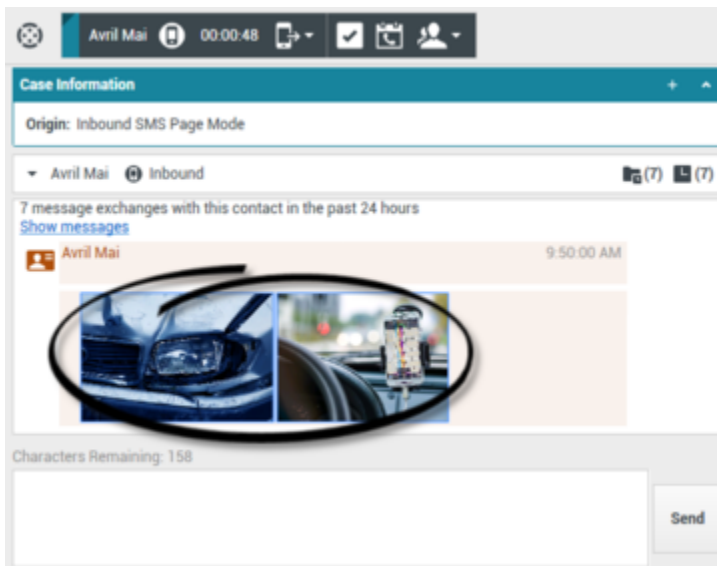 Avril Mai 00:00:48
Case Information
Origin: Inbound SMS Page Mode
Avril Mai Inbound (7) (7)
7 message exchanges with this contact in the past 24 hours
Show messages
Avril Mai 9:50:00 AM
Characters Remaining: 158
Send